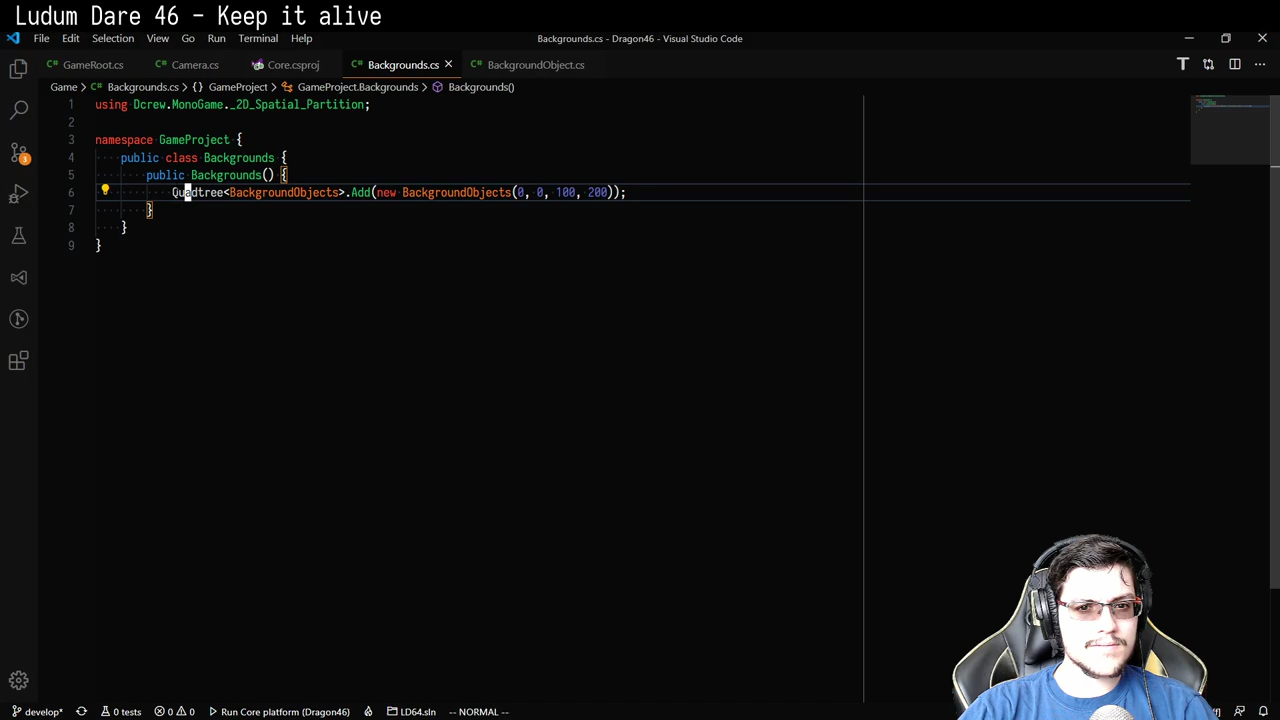 Ludum Dare 46 - Keep it alive
File Edit Selection View Go Run Terminal Help
Backgrounds.cs - Dragon46 - Visual Studio Code
GameRoot.cs Camera.cs Core.csproj Backgrounds.cs BackgroundObject.cs
Game > Backgrounds.cs > {} GameProject > GameProject.Backgrounds > Backgrounds()
1 using Dcrew.MonoGame._2D_Spatial_Partition;
2
3 namespace GameProject {
4 public class Backgrounds {
5 public Backgrounds() {
6 Quadtree<BackgroundObjects>.Add(new BackgroundObjects(0, 0, 100, 200));
7 }
8 }
9 }
3
develop* 0 tests 0 0 Run Core platform (Dragon46) LD64.sln -- NORMAL --